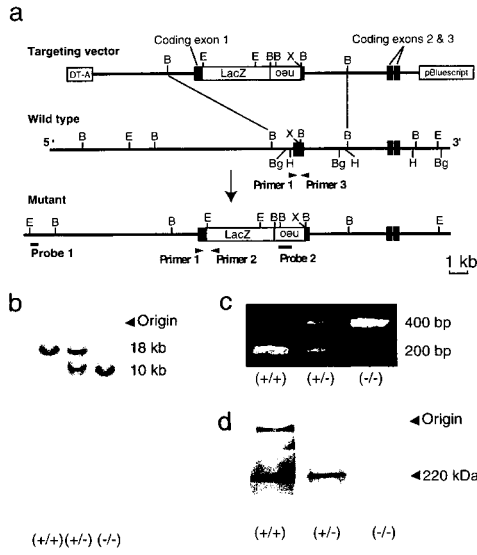 a
Coding exon 1
Coding exons 2 & 3
Targeting vector
B E E B B X B B
DT-A LacZ neo pBluescript
Wild type
B E B B X B B B E
5' 3'
Bg H Bg H H Bg
Primer 1 Primer 3
Mutant
E B B E E B B X B B E
LacZ neo
Probe 1 Primer 1 Primer 2 Probe 2
1 kb
b
Origin
18 kb
10 kb
(+/+) (+/-) (-/-)
c
400 bp
200 bp
(+/+) (+/-) (-/-)
d
Origin
220 kDa
(+/+) (+/-) (-/-)